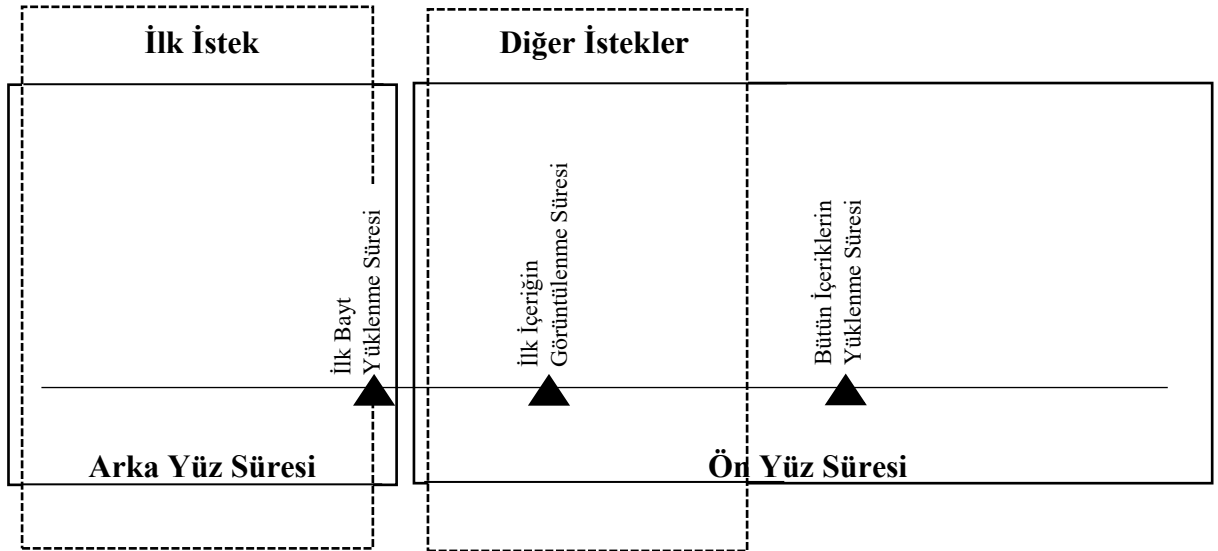 İlk İstek
Diğer İstekler
İlk Bayt
Yüklenme Süresi
İlk İçeriğin
Görüntülenme Süresi
Bütün İçeriklerin
Yüklenme Süresi
Arka Yüz Süresi
Ön Yüz Süresi